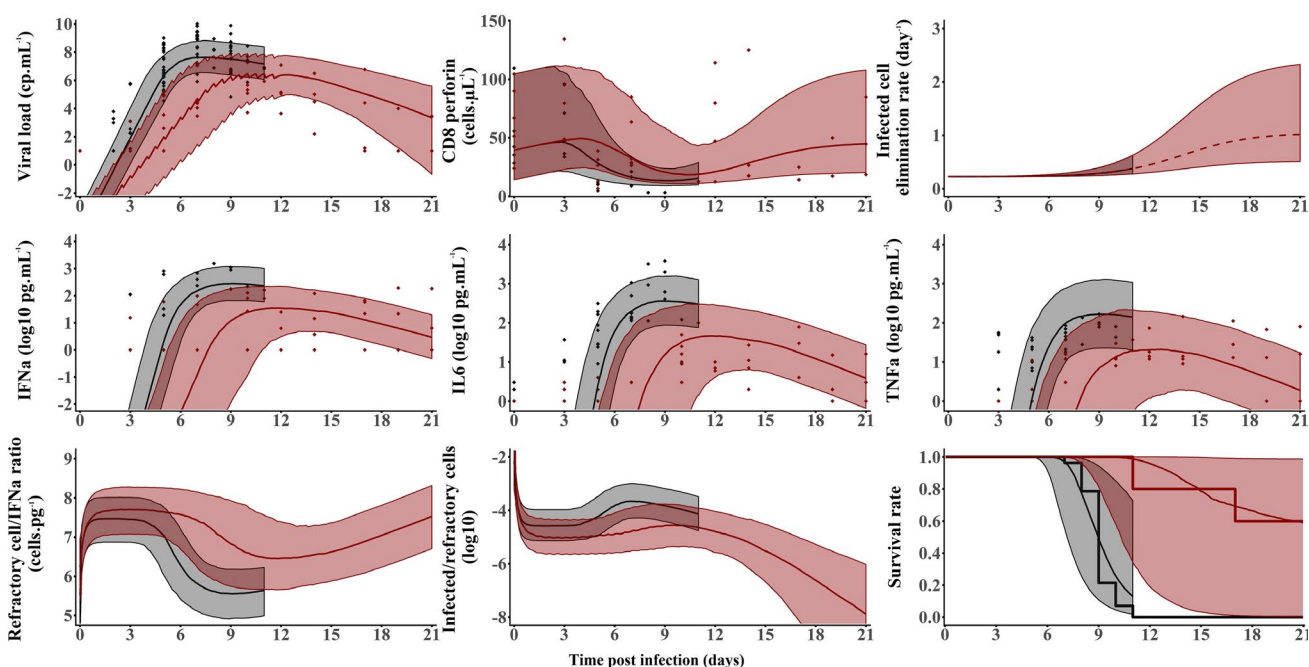 Viral load (cp.mL⁻¹)
10
8
6
4
2
0
-2
0 3 6 9 12 15 18 21
CD8 perforin
(cells.µL⁻¹)
150
100
50
0
0 3 6 9 12 15 18 21
Infected cell
elimination rate (day⁻¹)
3
2
1
0
0 3 6 9 12 15 18 21
IFNa (log10 pg.mL⁻¹)
4
3
2
1
0
-1
-2
0 3 6 9 12 15 18 21
IL6 (log10 pg.mL⁻¹)
4
3
2
1
0
0 3 6 9 12 15 18 21
TNFa (log10 pg.mL⁻¹)
4
3
2
1
0
0 3 6 9 12 15 18 21
Refractory cell/IFNa ratio
(cells.pg⁻¹)
9
8
7
6
5
0 3 6 9 12 15 18 21
Infected/refractory cells
(log10)
-2
-4
-6
-8
0 3 6 9 12 15 18 21
Survival rate
1.0
0.8
0.6
0.4
0.2
0.0
0 3 6 9 12 15 18 21
Time post infection (days)